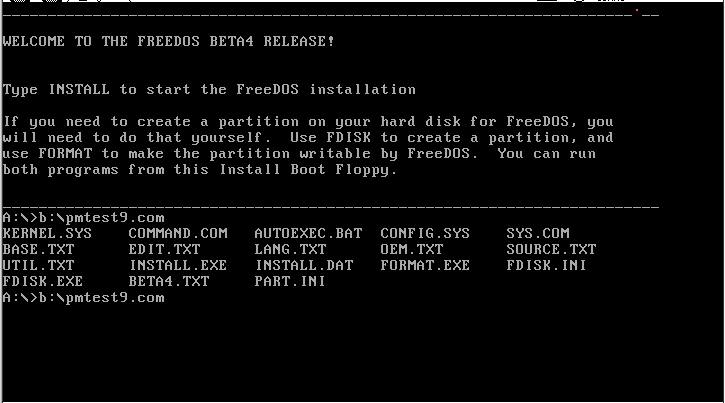 WELCOME TO THE FREEDOS BETA4 RELEASE!
Type INSTALL to start the FreeDOS installation
If you need to create a partition on your hard disk for FreeDOS, you
will need to do that yourself.  Use FDISK to create a partition, and
use FORMAT to make the partition writable by FreeDOS.  You can run
both programs from this Install Boot Floppy.
A:\>b:\pmtest9.com
KERNEL.SYS COMMAND.COM AUTOEXEC.BAT CONFIG.SYS SYS.COM
BASE.TXT EDIT.TXT LANG.TXT OEM.TXT SOURCE.TXT
UTIL.TXT INSTALL.EXE INSTALL.DAT FORMAT.EXE FDISK.INI
FDISK.EXE BETA4.TXT PART.INI
A:\>b:\pmtest9.com